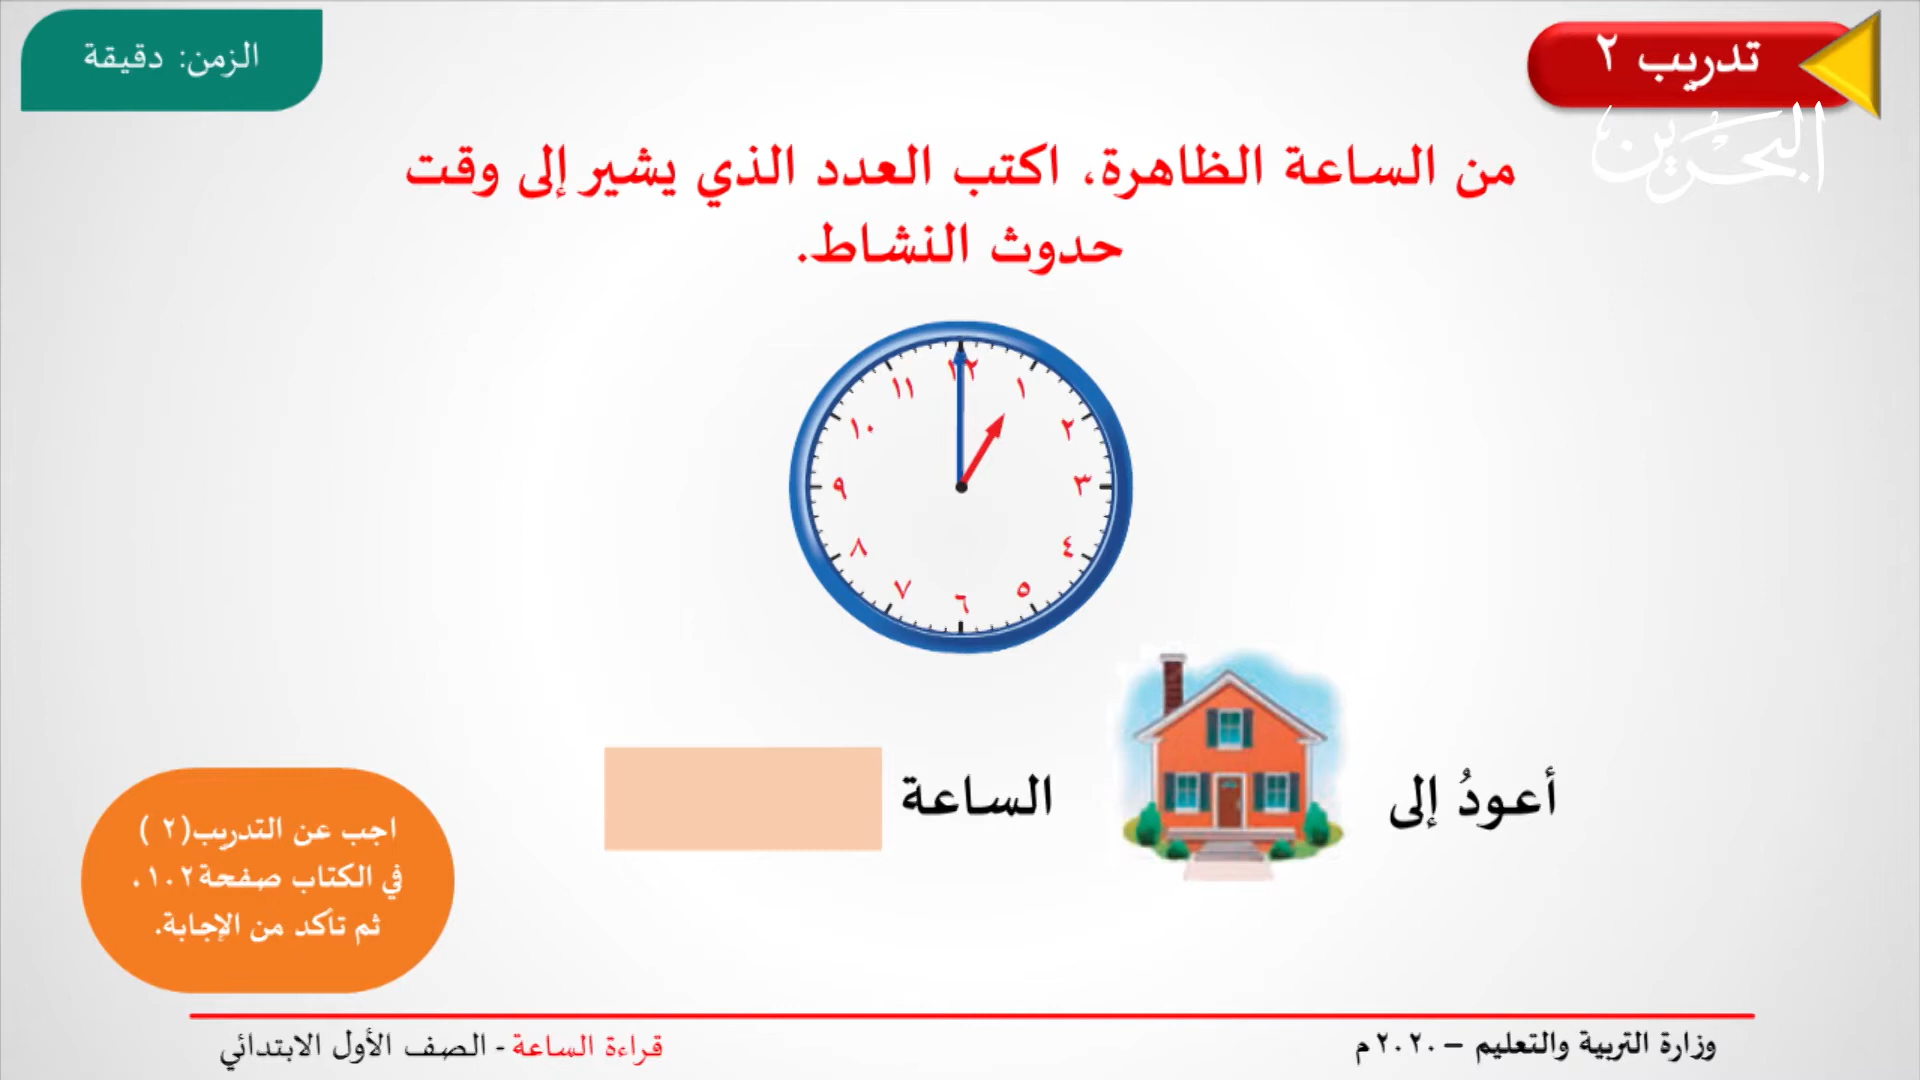 تدريب ٢
الزمن: دقيقة
البحرين
من الساعة الظاهرة، اكتب العدد الذي يشير إلى وقت
حدوث النشاط.
١٢
١
٢
٣
٤
٥
٦
٧
٨
٩
١٠
١١
أعودُ إلى الساعة
اجب عن التدريب(٢ )
في الكتاب صفحة١٠٢،
ثم تأكد من الإجابة.
وزارة التربية والتعليم – ٢٠٢٠م
قراءة الساعة - الصف الأول الابتدائي